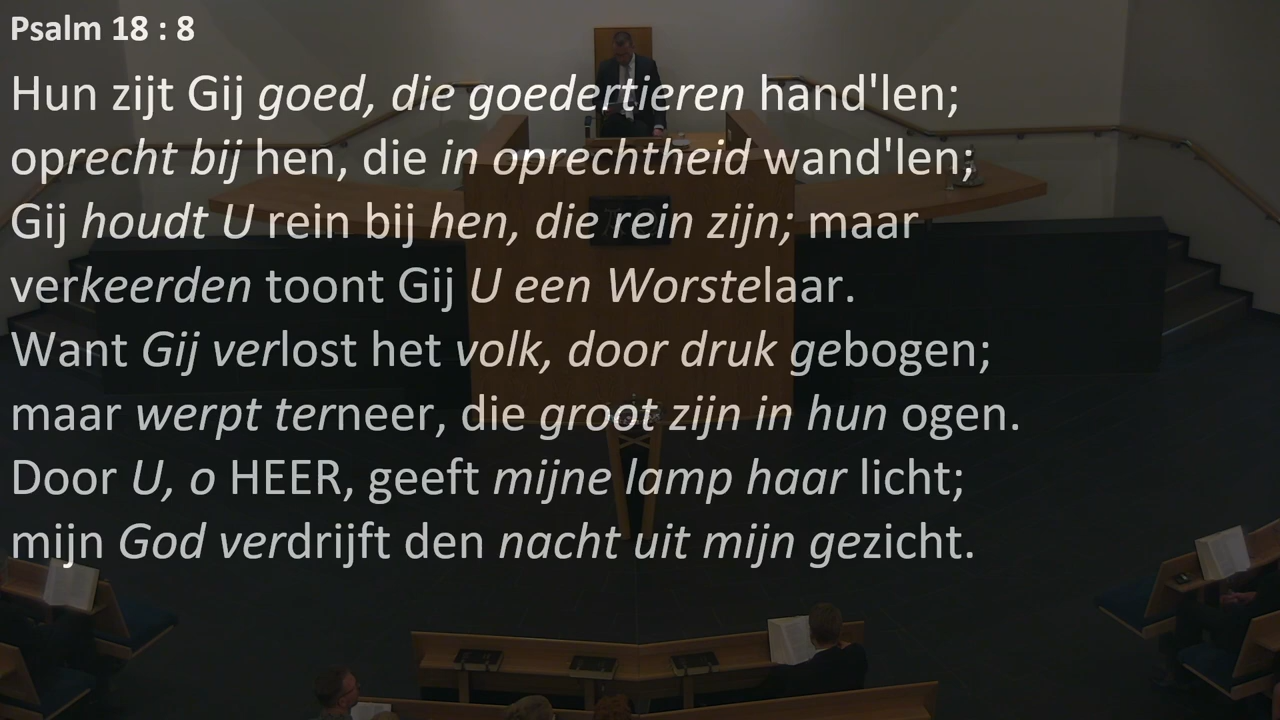 Psalm 18 : 8
Hun zijt Gij goed, die goedertieren hand'len;
oprecht bij hen, die in oprechtheid wand'len;
Gij houdt U rein bij hen, die rein zijn; maar
verkeerden toont Gij U een Worstelaar.
Want Gij verlost het volk, door druk gebogen;
maar werpt terneer, die groot zijn in hun ogen.
Door U, o HEER, geeft mijne lamp haar licht;
mijn God verdrijft den nacht uit mijn gezicht.